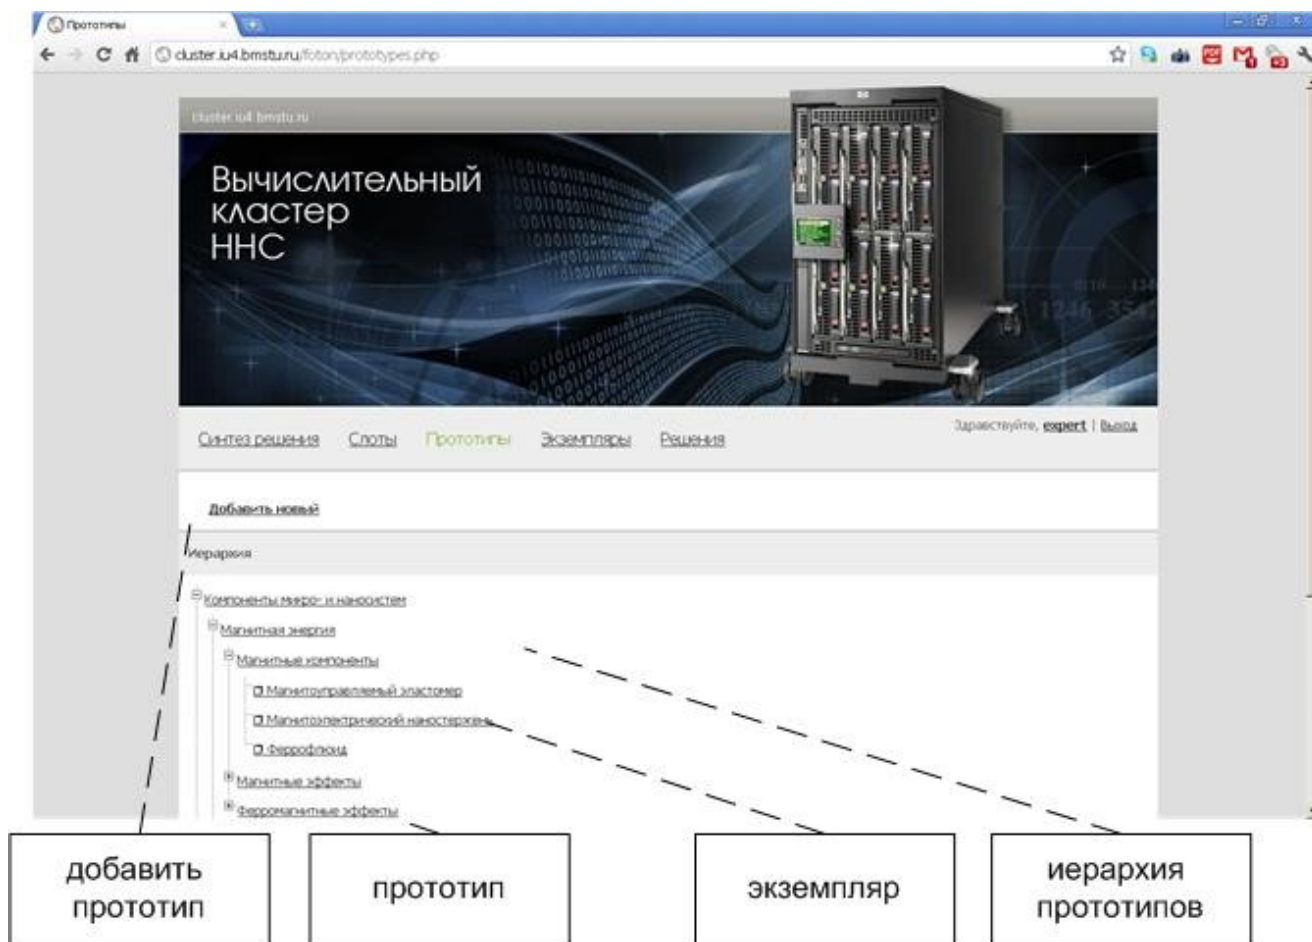 Прототипы
cluster.iu4.bmstu.ru/foton/prototypes.php
cluster.iu4.bmstu.ru
Вычислительный
кластер
ННС
Синтез решения Слоты Прототипы Экземпляры Решения
Здравствуйте, expert | Выход
Добавить новый
Иерархия
Компоненты микро- и наносистем
Магнитная энергия
Магнитные компоненты
Магнитоуправляемый эластомер
Магнитоэлектрический наностержень
Феррофлюид
Магнитные эффекты
Ферромагнитные эффекты
добавить
прототип
прототип
экземпляр
иерархия
прототипов